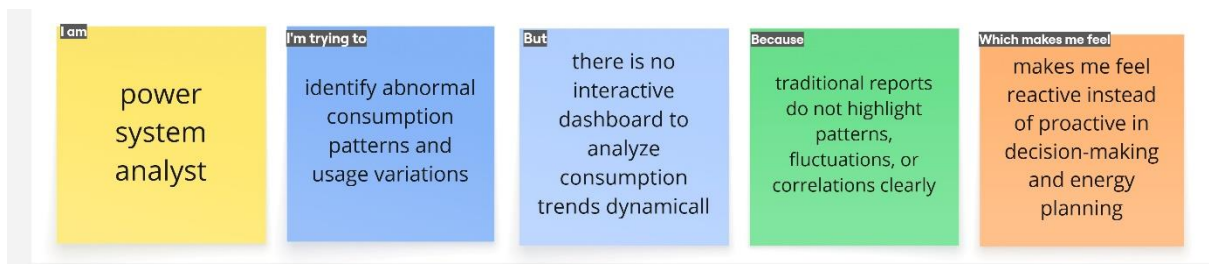 I am
power
system
analyst
I'm trying to
identify abnormal
consumption
patterns and
usage variations
But
there is no
interactive
dashboard to
analyze
consumption
trends dynamicall
Because
traditional reports
do not highlight
patterns,
fluctuations, or
correlations clearly
Which makes me feel
makes me feel
reactive instead
of proactive in
decision-making
and energy
planning